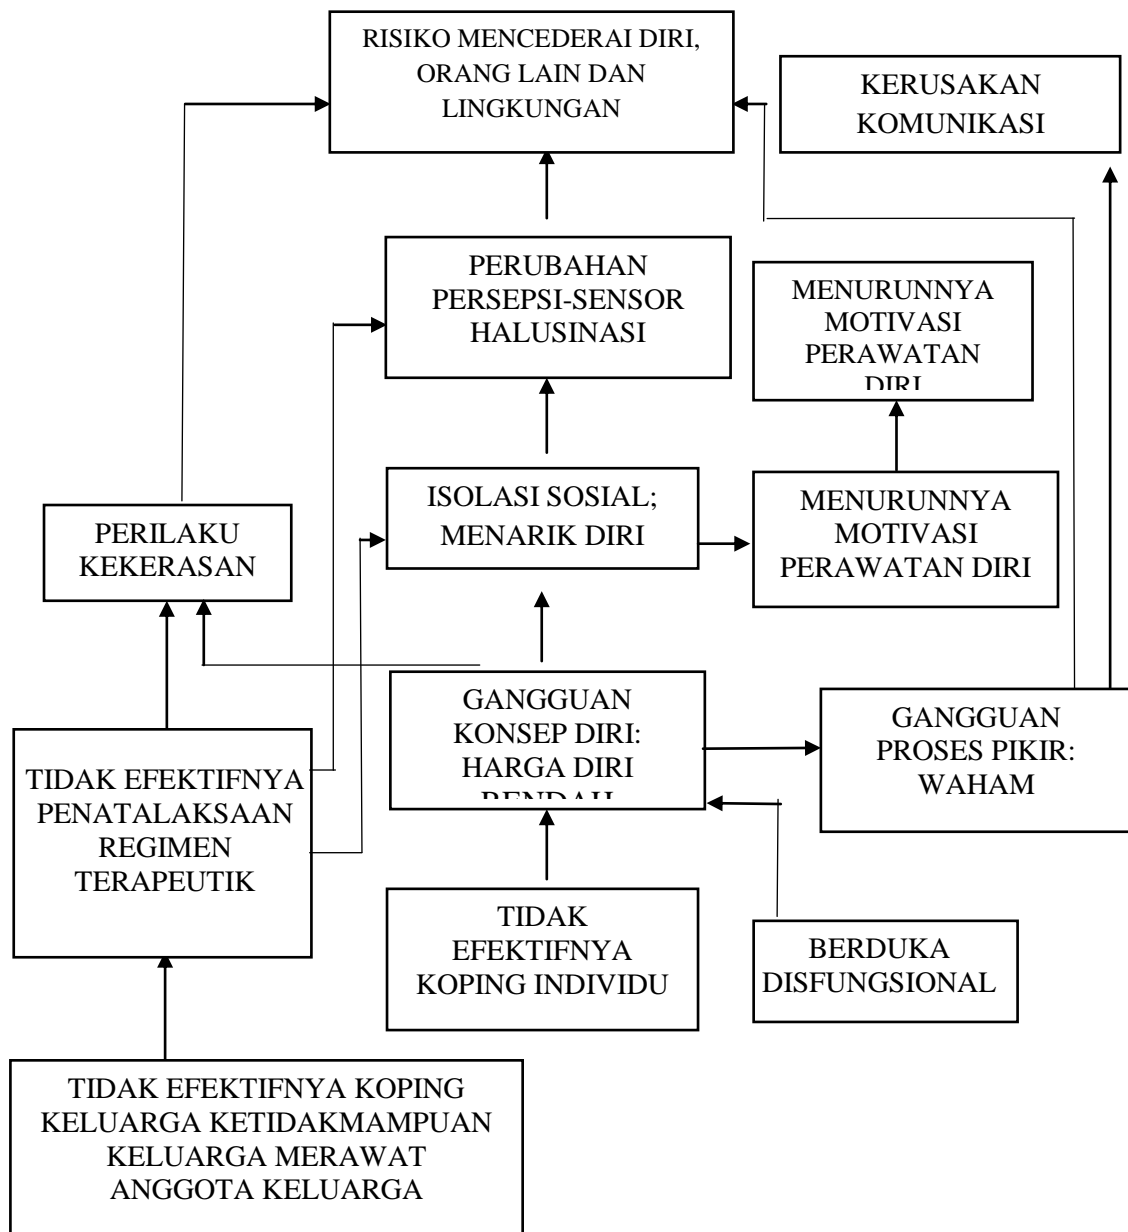 RISIKO MENCEDERAI DIRI,
ORANG LAIN DAN
LINGKUNGAN
KERUSAKAN
KOMUNIKASI
PERUBAHAN
PERSEPSI-SENSOR
HALUSINASI
MENURUNNYA
MOTIVASI
PERAWATAN
DIRI
ISOLASI SOSIAL;
MENARIK DIRI
MENURUNNYA
MOTIVASI
PERAWATAN DIRI
PERILAKU
KEKERASAN
GANGGUAN
KONSEP DIRI:
HARGA DIRI
RENDAH
GANGGUAN
PROSES PIKIR:
WAHAM
TIDAK EFEKTIFNYA
PENATALAKSAAN
REGIMEN
TERAPEUTIK
TIDAK
EFEKTIFNYA
KOPING INDIVIDU
BERDUKA
DISFUNGSIONAL
TIDAK EFEKTIFNYA KOPING
KELUARGA KETIDAKMAMPUAN
KELUARGA MERAWAT
ANGGOTA KELUARGA